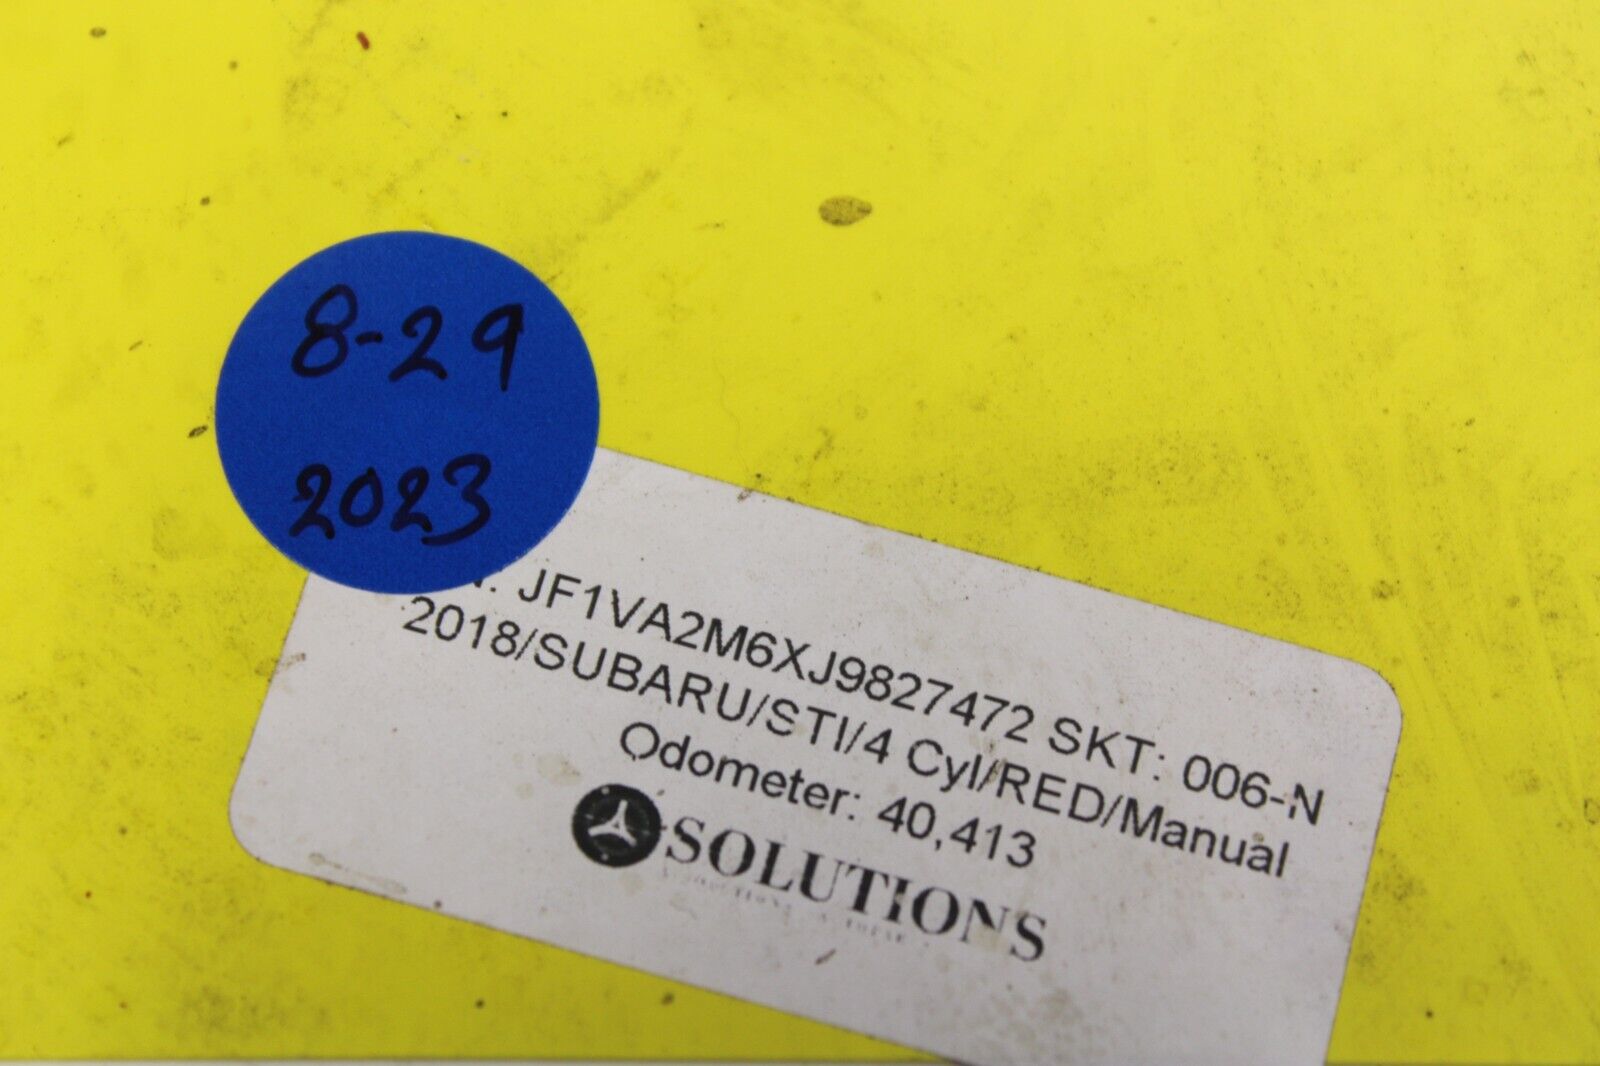 8-29
2023
JF1VA2M6XJ9827472 SKT: 006-N
2018/SUBARU/STI/4 Cyl/RED/Manual
Odometer: 40,413
SOLUTIONS